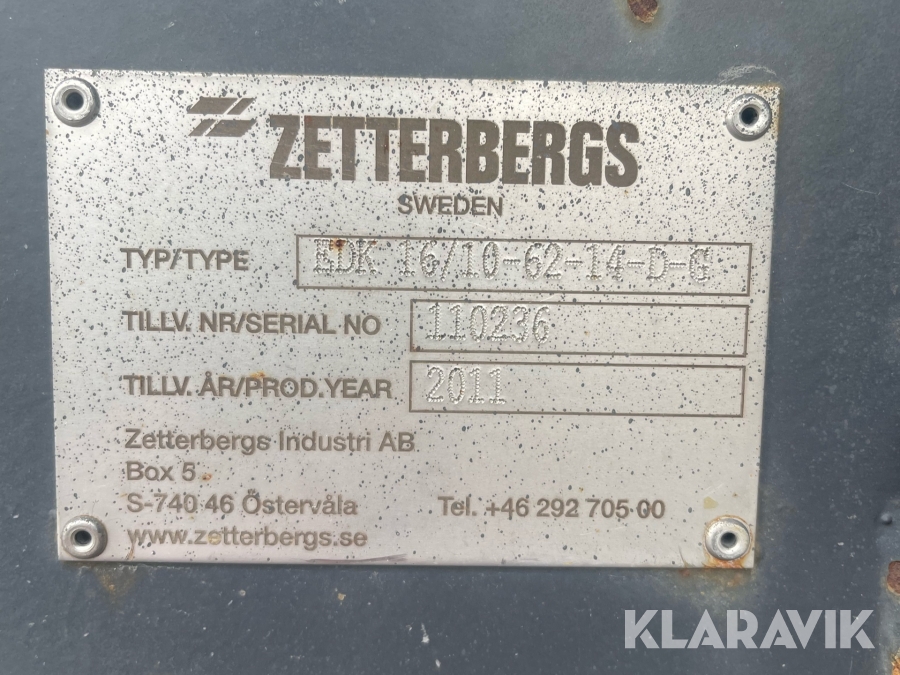 ZETTERBERGS
SWEDEN
TYP/TYPE EDK 16/10-62-14-D-G
TILLV. NR/SERIAL NO 110236
TILLV. ÅR/PROD.YEAR 2011
Zetterbergs Industri AB
Box 5
S-740 46 Östervåla Tel. +46 292 705 00
www.zetterbergs.se
KLARAVIK